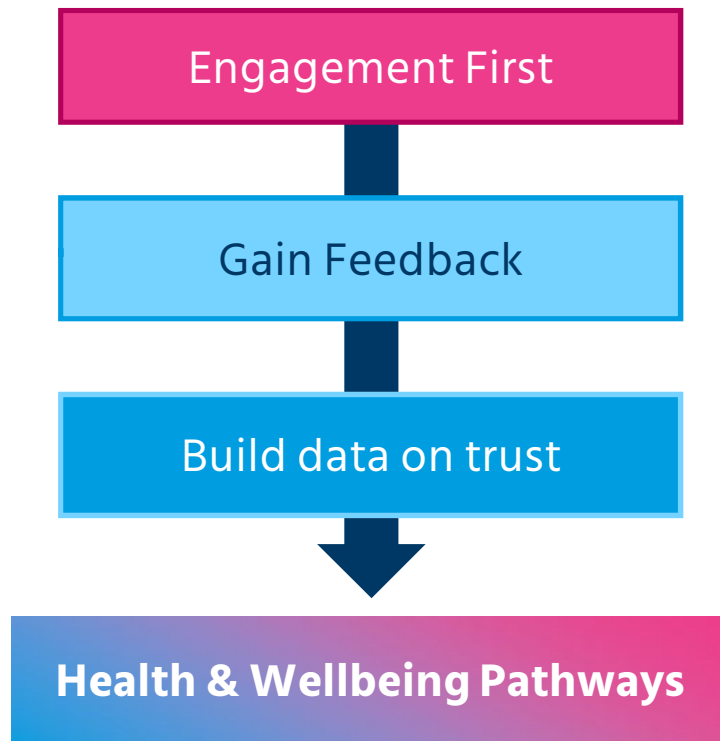 Engagement First
Gain Feedback
Build data on trust
Health & Wellbeing Pathways